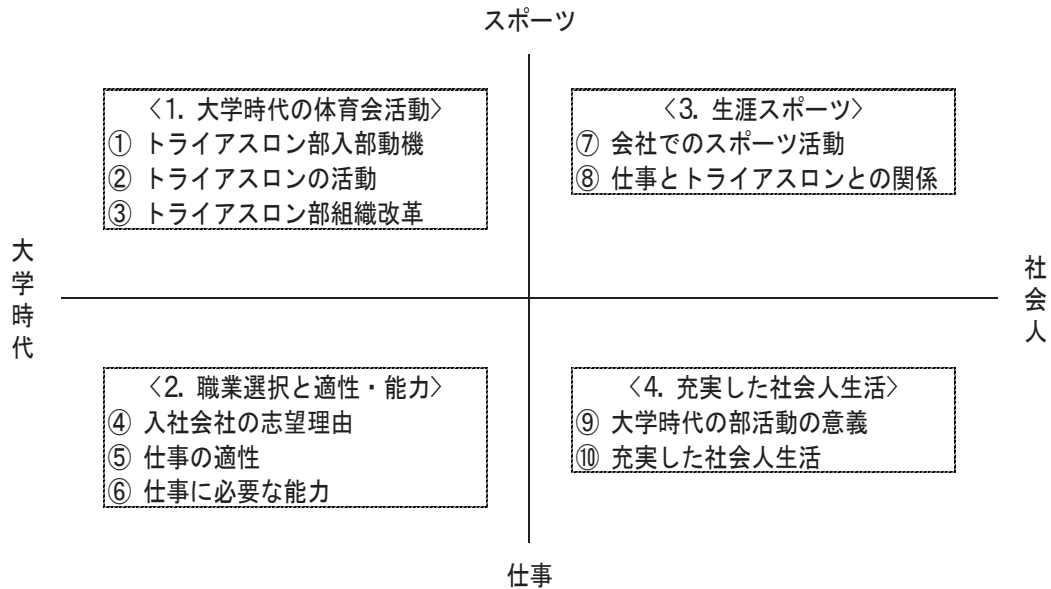 スポーツ
〈1. 大学時代の体育会活動〉
① トライアスロン部入部動機
② トライアスロンの活動
③ トライアスロン部組織改革
〈3. 生涯スポーツ〉
⑦ 会社でのスポーツ活動
⑧ 仕事とトライアスロンとの関係
大学時代
社会人
〈2. 職業選択と適性・能力〉
④ 入社会社の志望理由
⑤ 仕事の適性
⑥ 仕事に必要な能力
〈4. 充実した社会人生活〉
⑨ 大学時代の部活動の意義
⑩ 充実した社会人生活
仕事